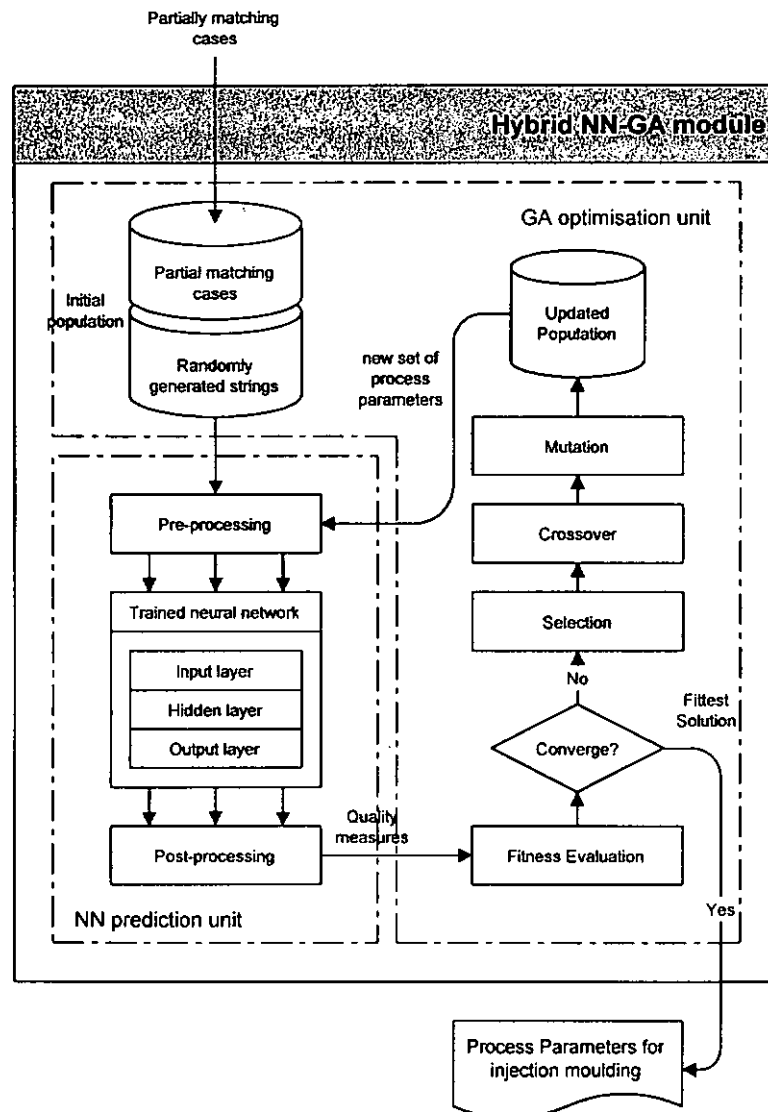 Partially matching
cases
Hybrid NN-GA module
GA optimisation unit
Partial matching
cases
Initial
population
Randomly
generated strings
Updated
Population
new set of
process
parameters
Mutation
Pre-processing
Crossover
Trained neural network
Selection
Input layer
Hidden layer
Output layer
No
Fittest
Solution
Converge?
Quality
measures
Post-processing
Fitness Evaluation
Yes
NN prediction unit
Process Parameters for
injection moulding